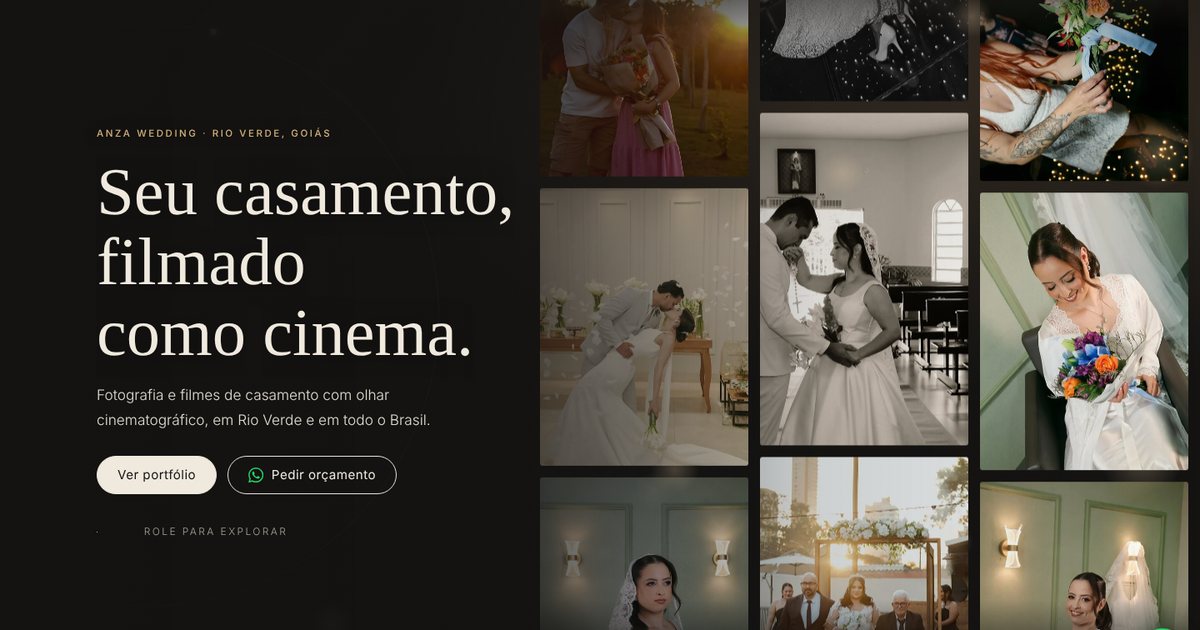 ANZA WEDDING · RIO VERDE, GOIÁS
Seu casamento,
filmado
como cinema.
Fotografia e filmes de casamento com olhar
cinematográfico, em Rio Verde e em todo o Brasil.
Ver portfólio
Pedir orçamento
ROLE PARA EXPLORAR